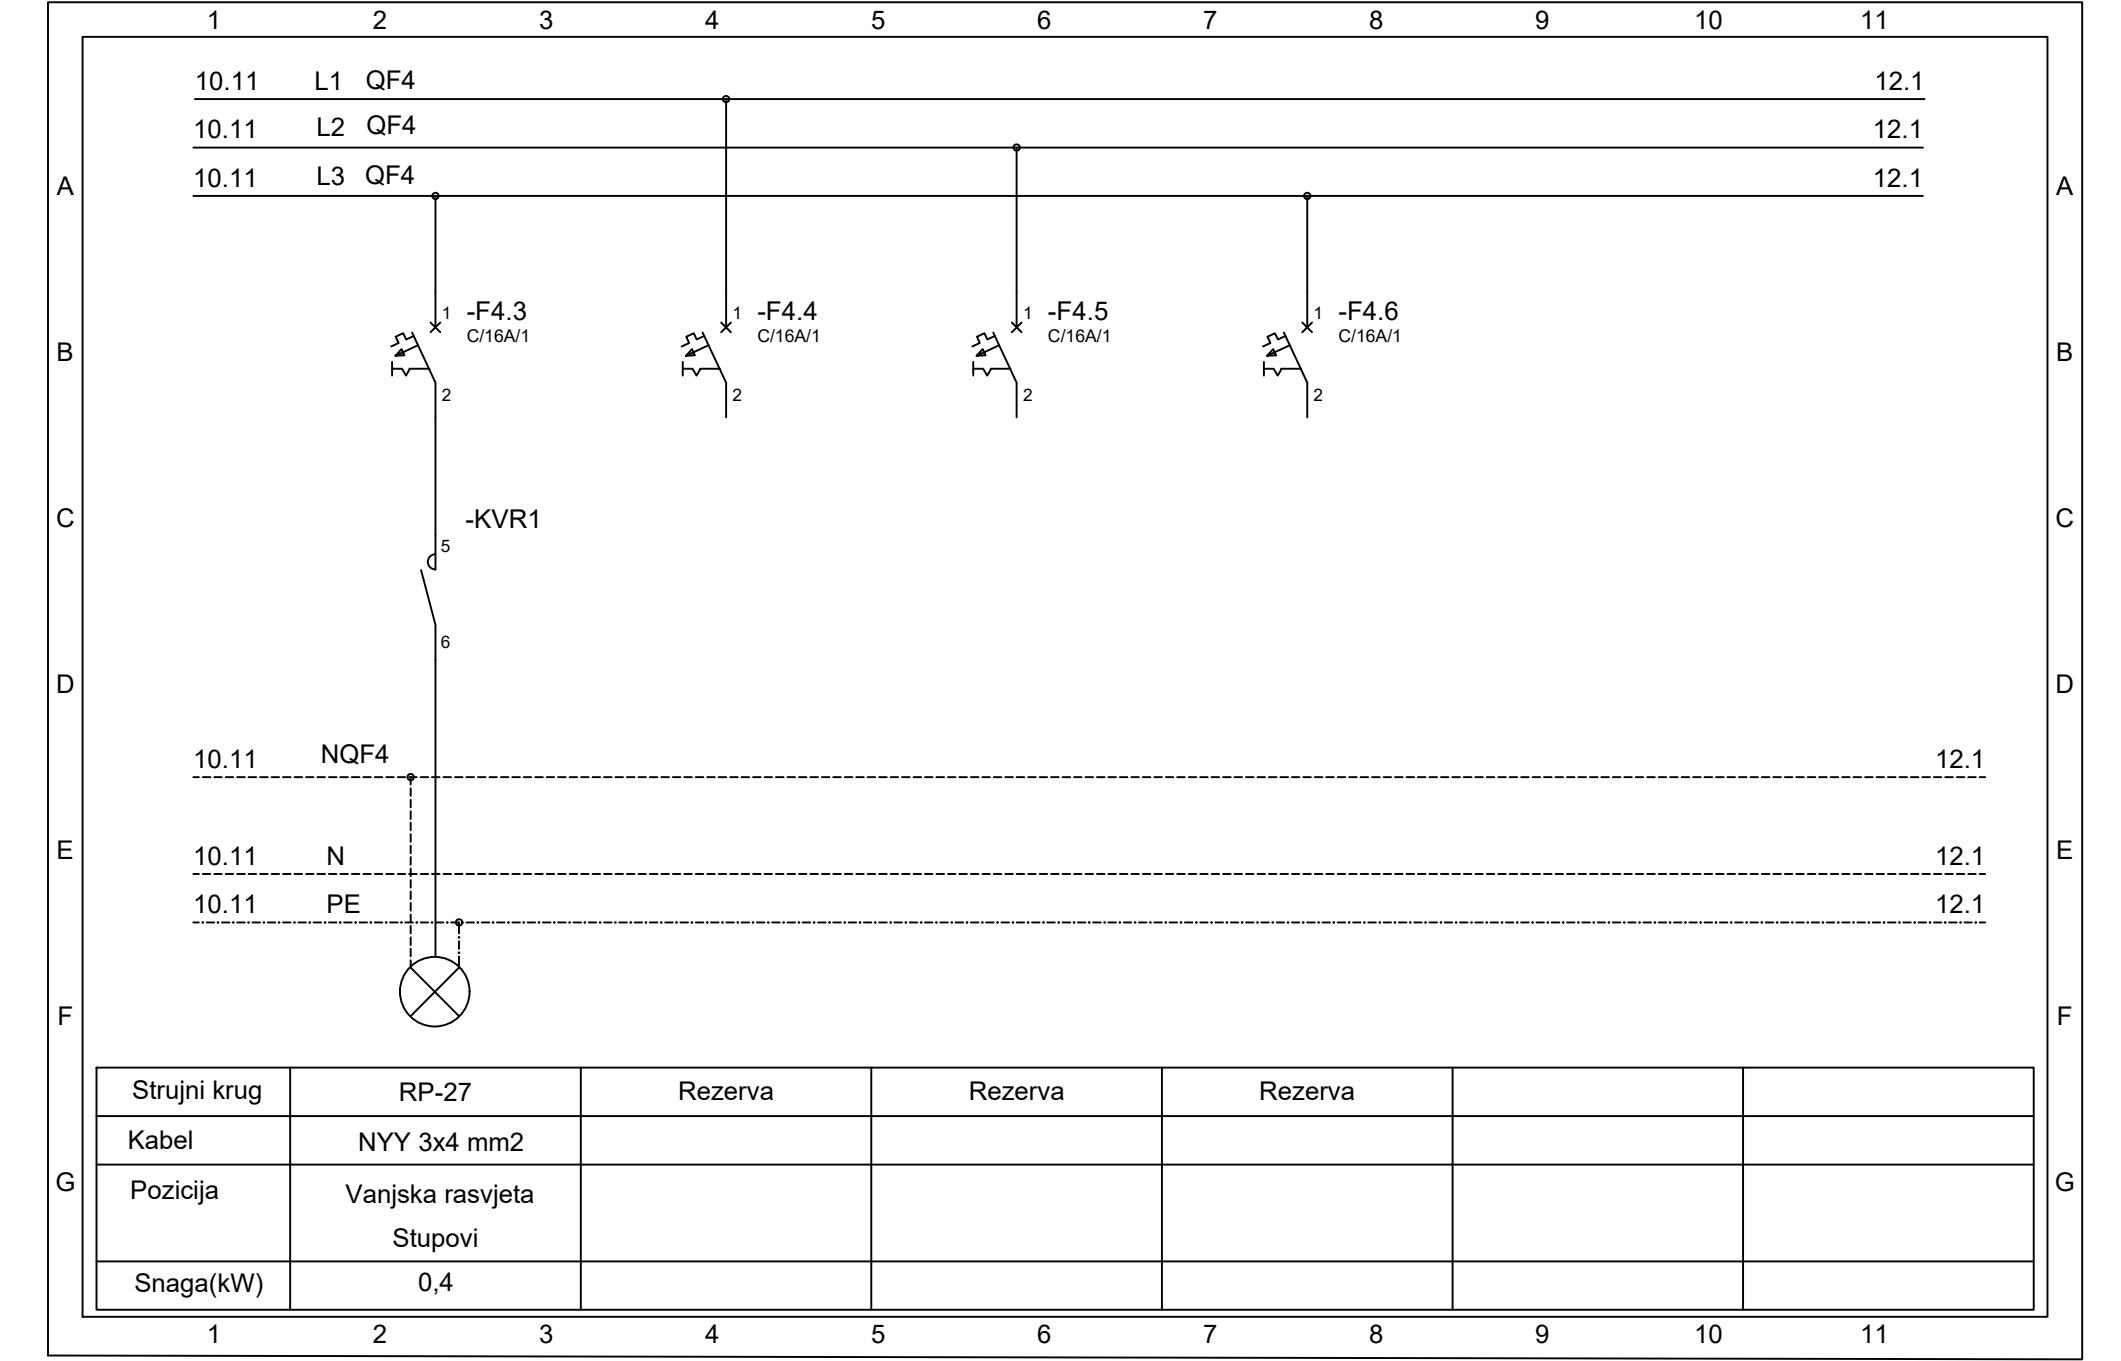 1 2 3 4 5 6 7 8 9 10 11
10.11 L1 QF4 12.1
10.11 L2 QF4 12.1
10.11 L3 QF4 12.1
A A
1 -F4.3 1 -F4.4 1 -F4.5 1 -F4.6
C/16A/1 C/16A/1 C/16A/1 C/16A/1
B B
2 2 2 2
C -KVR1 C
5
6
D D
10.11 NQF4 12.1
E E
10.11 N 12.1
10.11 PE 12.1
F F
Strujni krug RP-27 Rezerva Rezerva Rezerva
Kabel NYY 3x4 mm2
G G
Pozicija Vanjska rasvjeta
Stupovi
Snaga(kW) 0,4
1 2 3 4 5 6 7 8 9 10 11